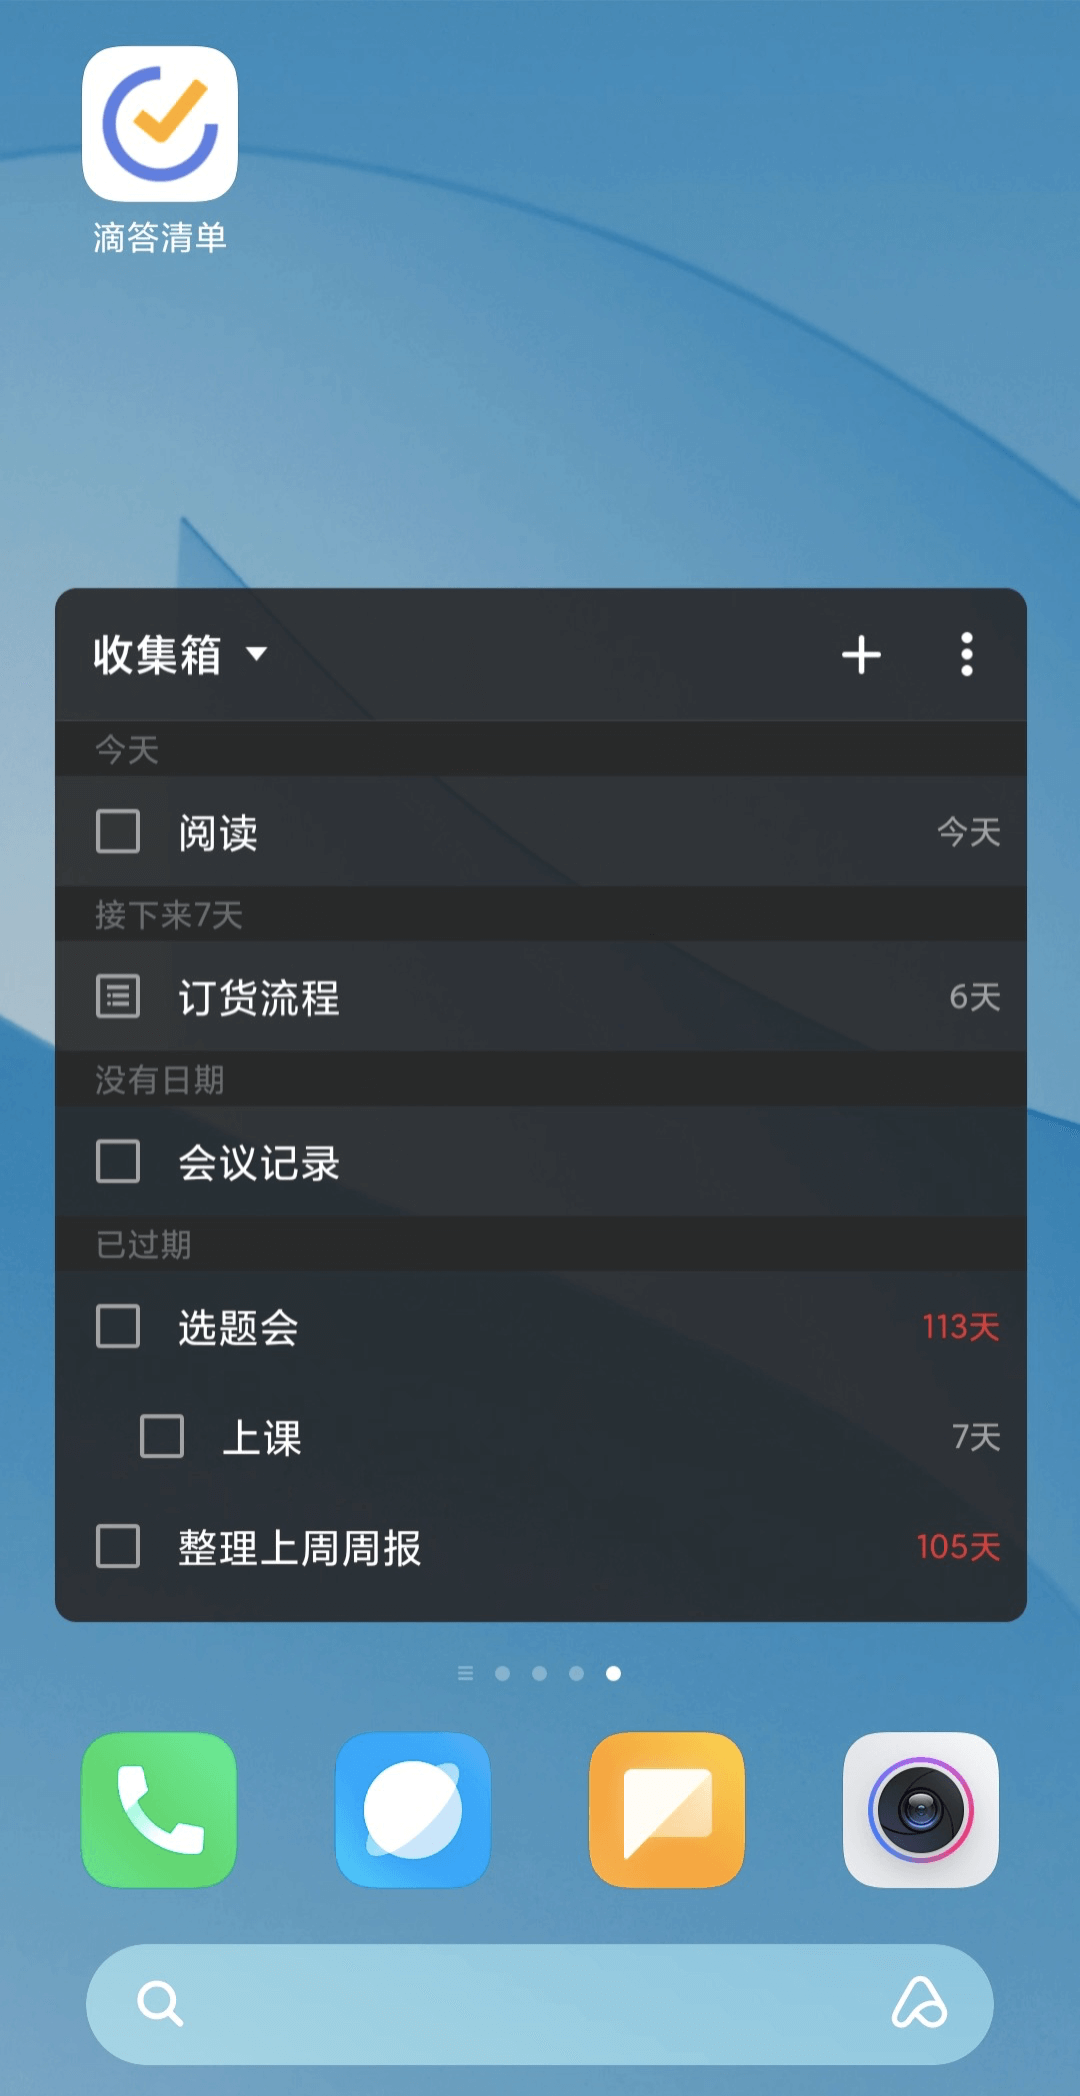 滴答清单
收集箱
今天
阅读 今天
接下来7天
订货流程 6天
没有日期
会议记录
已过期
选题会 113天
上课 7天
整理上周周报 105天